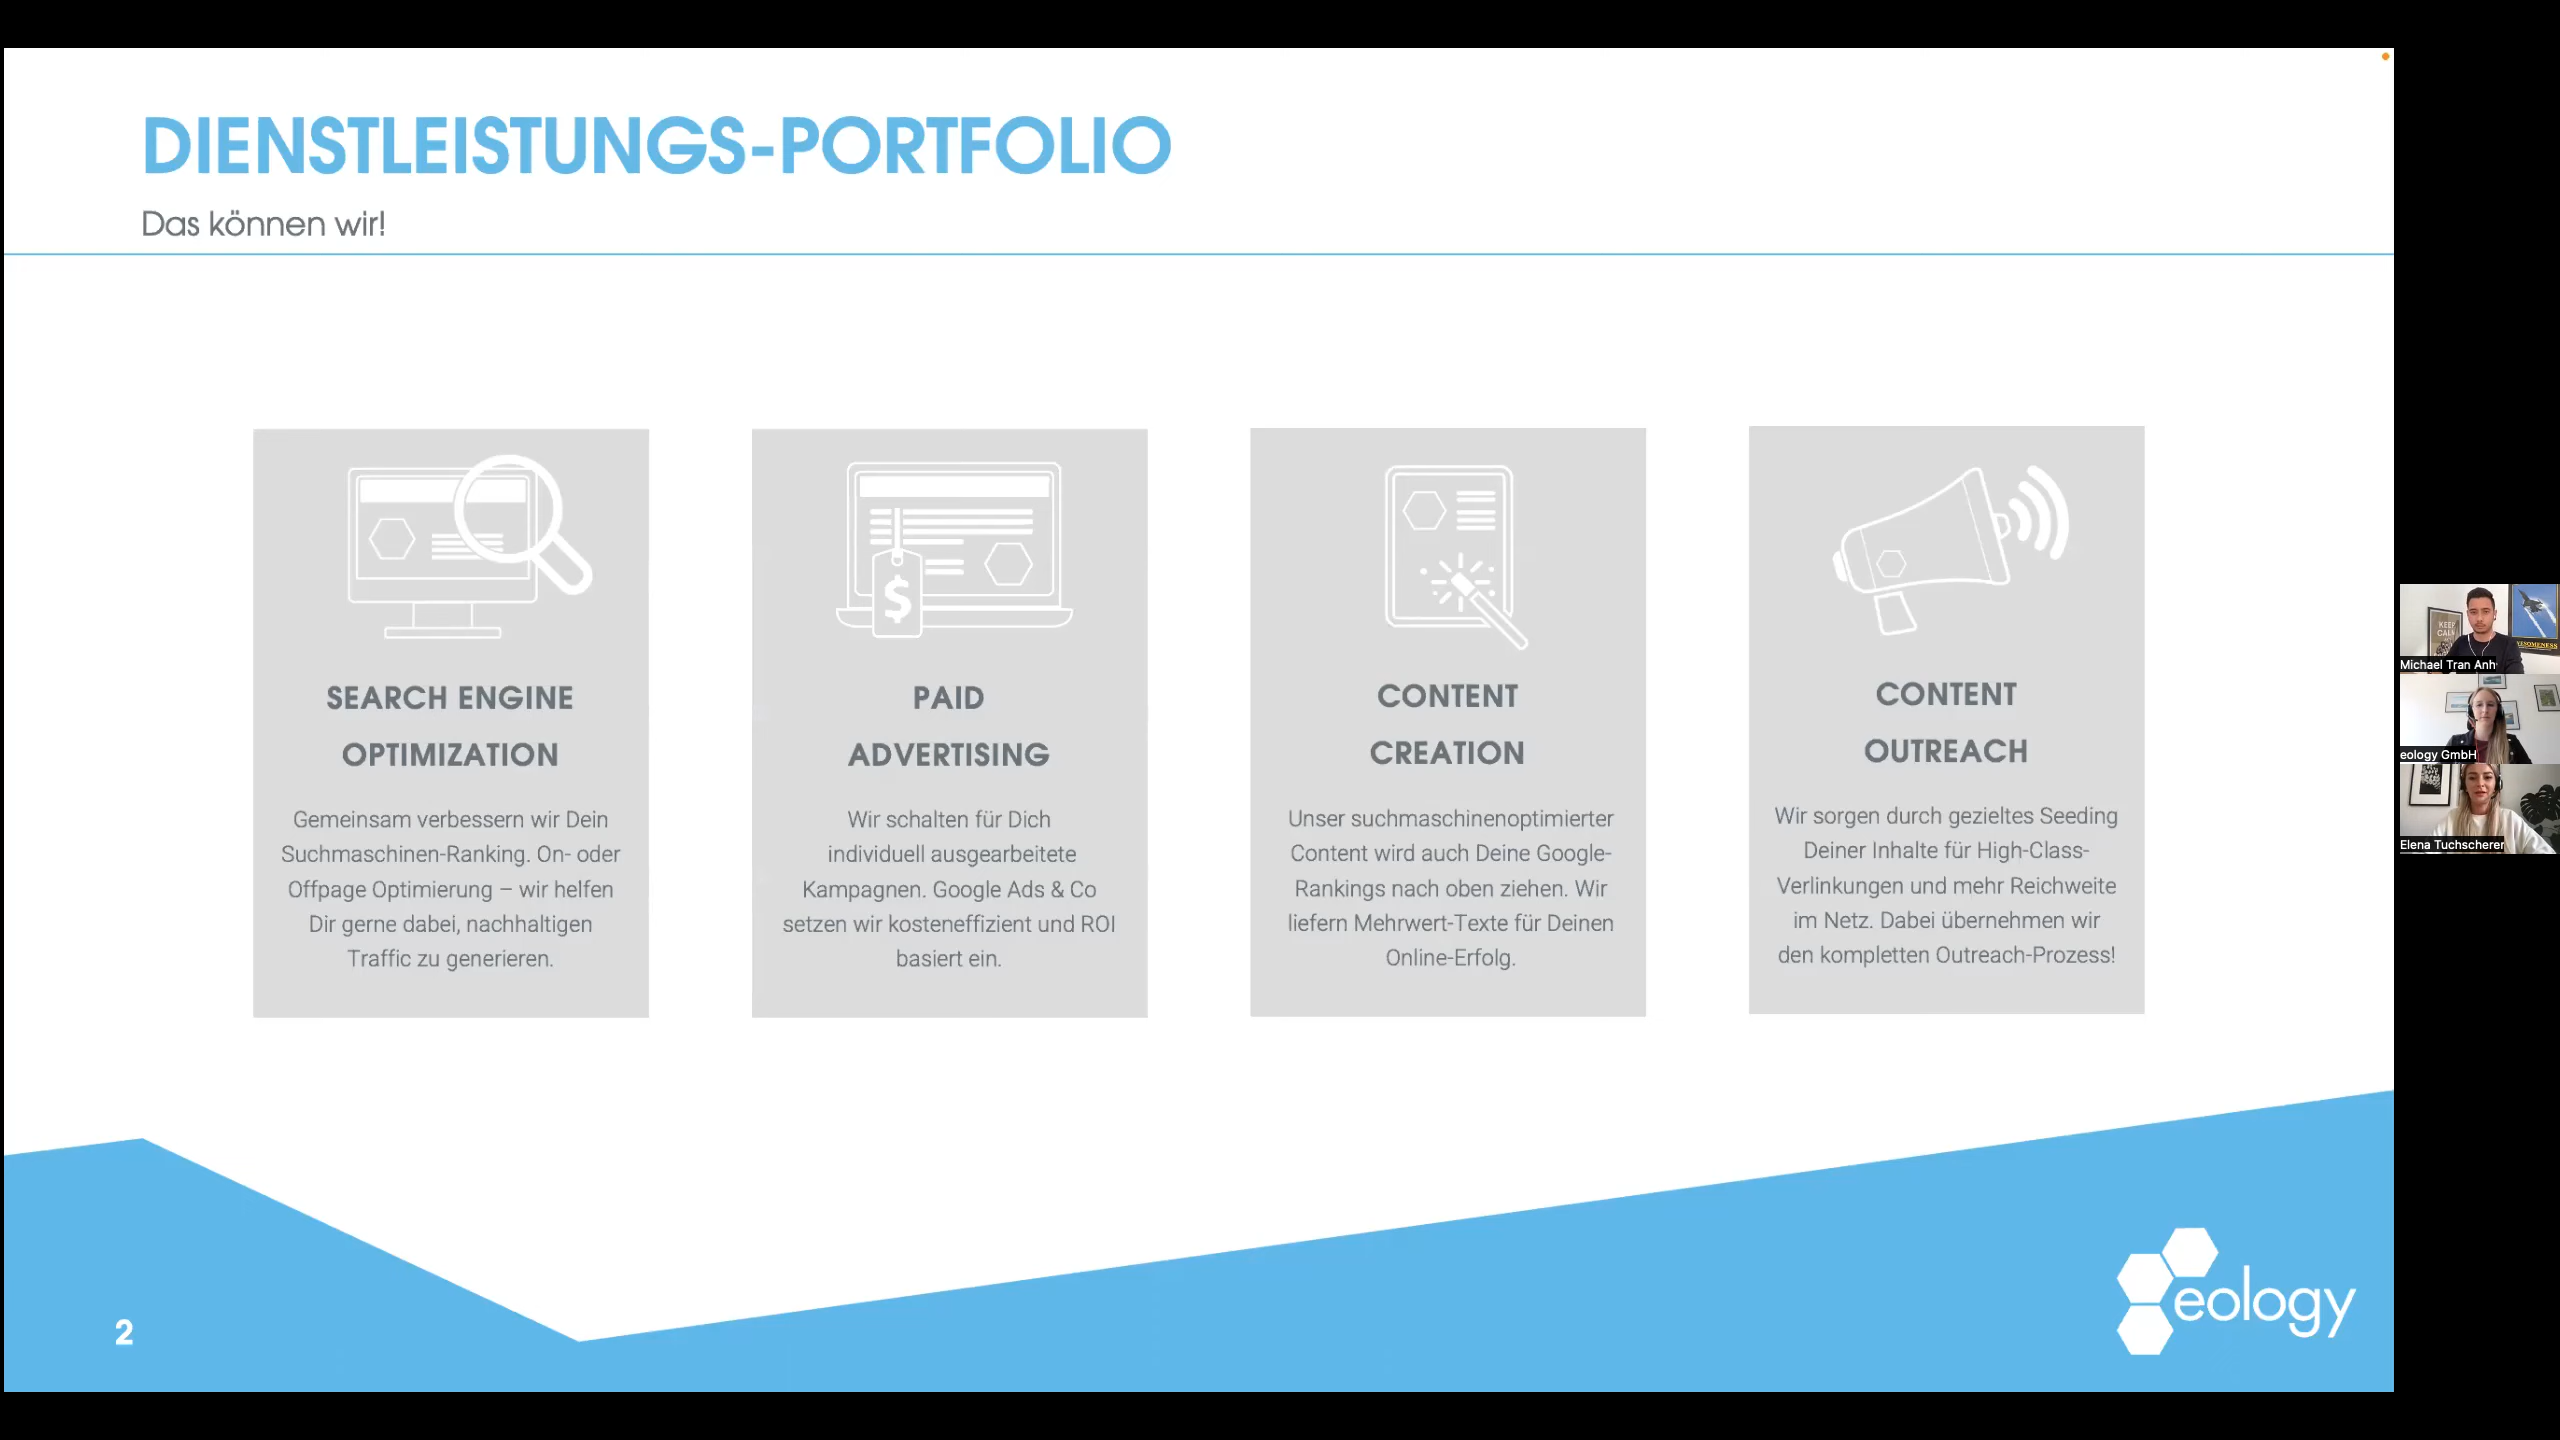 DIENSTLEISTUNGS-PORTFOLIO
Das können wir!
SEARCH ENGINE
OPTIMIZATION
Gemeinsam verbessern wir Dein
Suchmaschinen-Ranking. On- oder
Offpage Optimierung – wir helfen
Dir gerne dabei, nachhaltigen
Traffic zu generieren.
$
PAID
ADVERTISING
Wir schalten für Dich
individuell ausgearbeitete
Kampagnen. Google Ads & Co
setzen wir kosteneffizient und ROI
basiert ein.
CONTENT
CREATION
Unser suchmaschinenoptimierter
Content wird auch Deine Google-
Rankings nach oben ziehen. Wir
liefern Mehrwert-Texte für Deinen
Online-Erfolg.
CONTENT
OUTREACH
Wir sorgen durch gezieltes Seeding
Deiner Inhalte für High-Class-
Verlinkungen und mehr Reichweite
im Netz. Dabei übernehmen wir
den kompletten Outreach-Prozess!
KEEP
CALM
Michael Tran Anh
eology GmbH
Elena Tuchscherer
2
eology